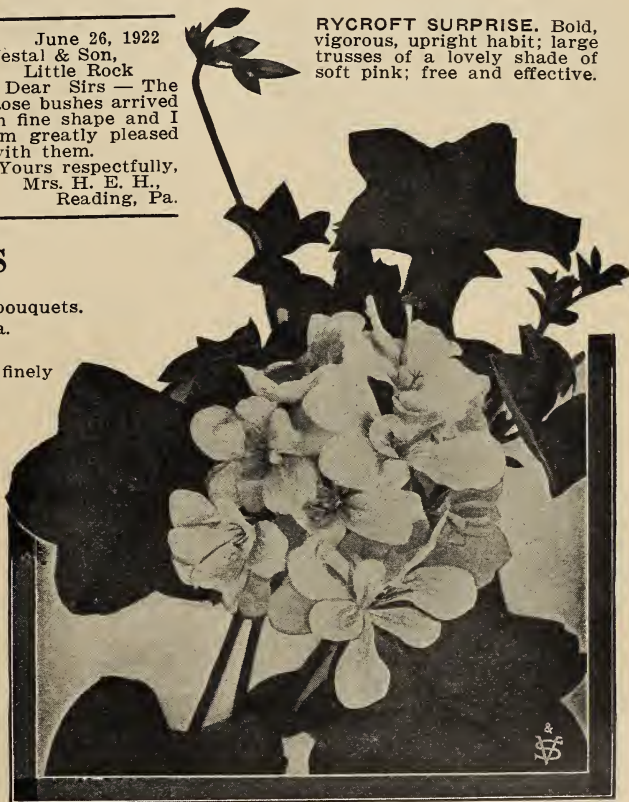 June 26, 1922
estal & Son,
Little Rock
Dear Sirs — The
ose bushes arrived
n fine shape and I
m greatly pleased
with them.
Yours respectfully,
Mrs. H. E. H.,
Reading, Pa.
RYCROFT SURPRISE. Bold,
vigorous, upright habit; large
trusses of a lovely shade of
soft pink; free and effective.
S
bouquets.
a.
finely